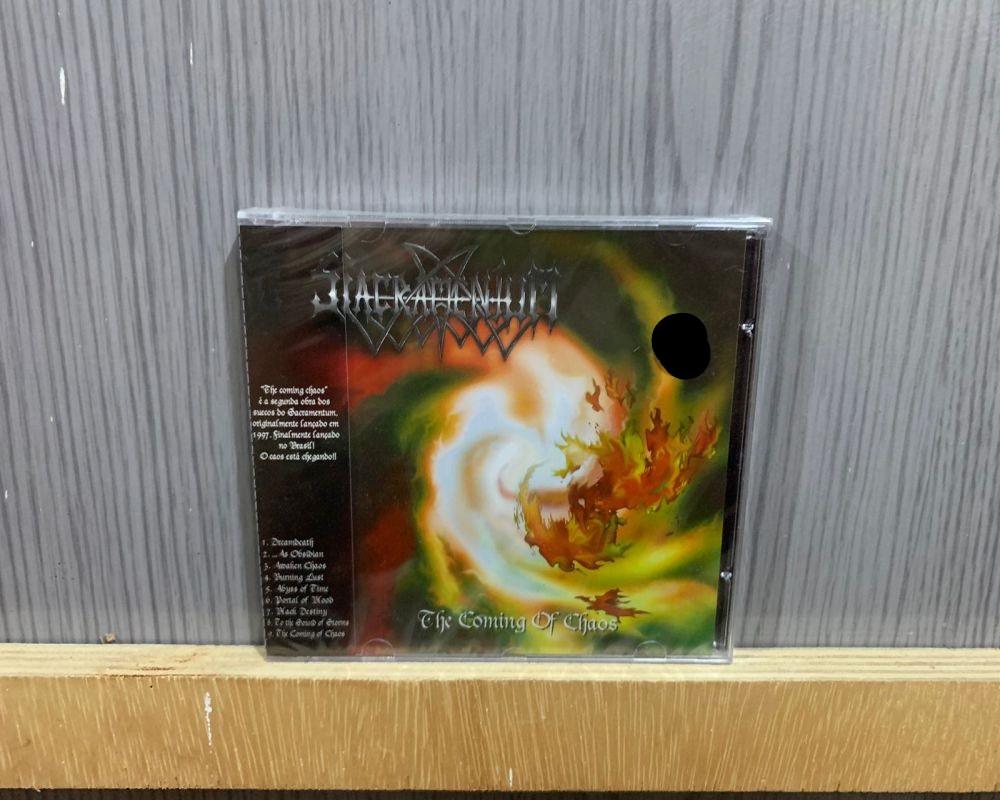 Sacramentum
"The coming chaos"
é a segunda obra dos
suecos do Sacramentum,
originalmente lançado em
1997. Finalmente lançado
no Brasil!
O caos está chegando!!
1. Dreamdeath
2. ... As Obsidian
3. Awaken Chaos
4. Burning Lust
5. Abyss of Time
6. Portal of Blood
7. Black Destiny
8. To the Sound of Storms
9. The Coming of Chaos
The Coming Of Chaos